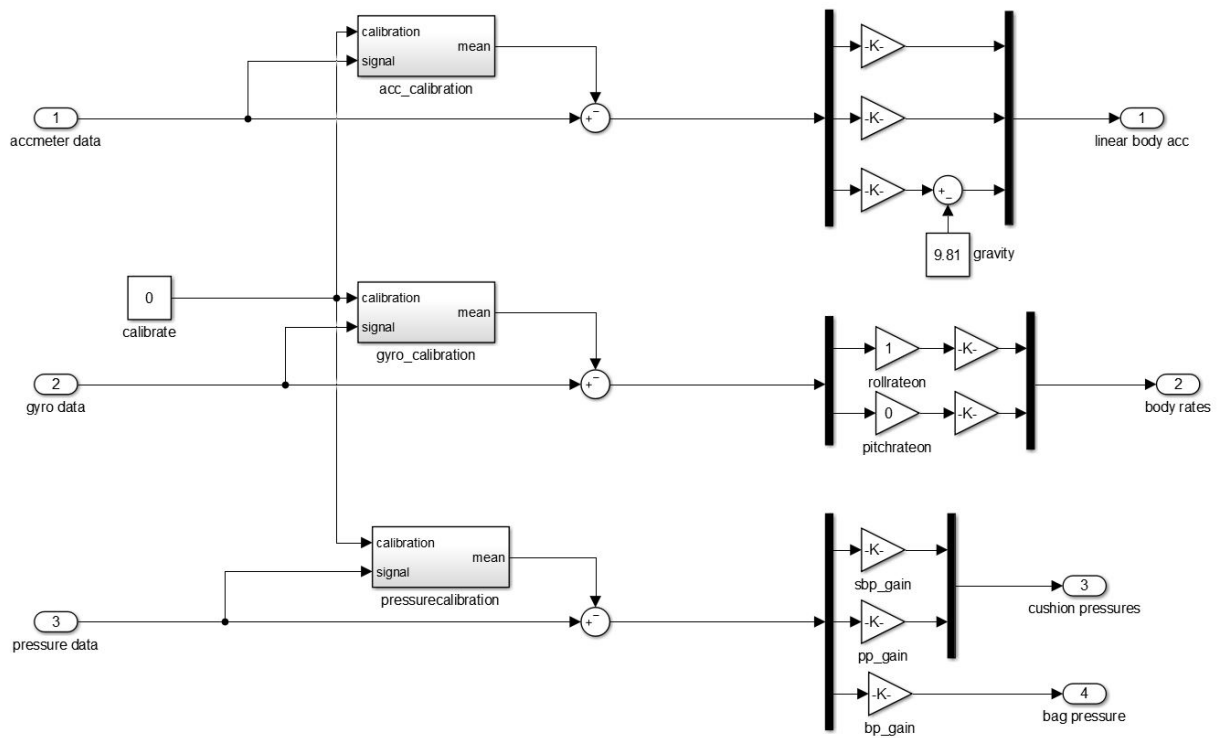 calibration
mean
signal
acc_calibration
-K-
1
accmeter data
+
−
-K-
1
linear body acc
-K-
+
−
9.81
gravity
0
calibrate
calibration
mean
signal
gyro_calibration
2
gyro data
+
−
1
-K-
rollrateon
0
-K-
pitchrateon
2
body rates
calibration
mean
signal
pressurecalibration
3
pressure data
+
−
-K-
sbp_gain
-K-
pp_gain
3
cushion pressures
-K-
bp_gain
4
bag pressure